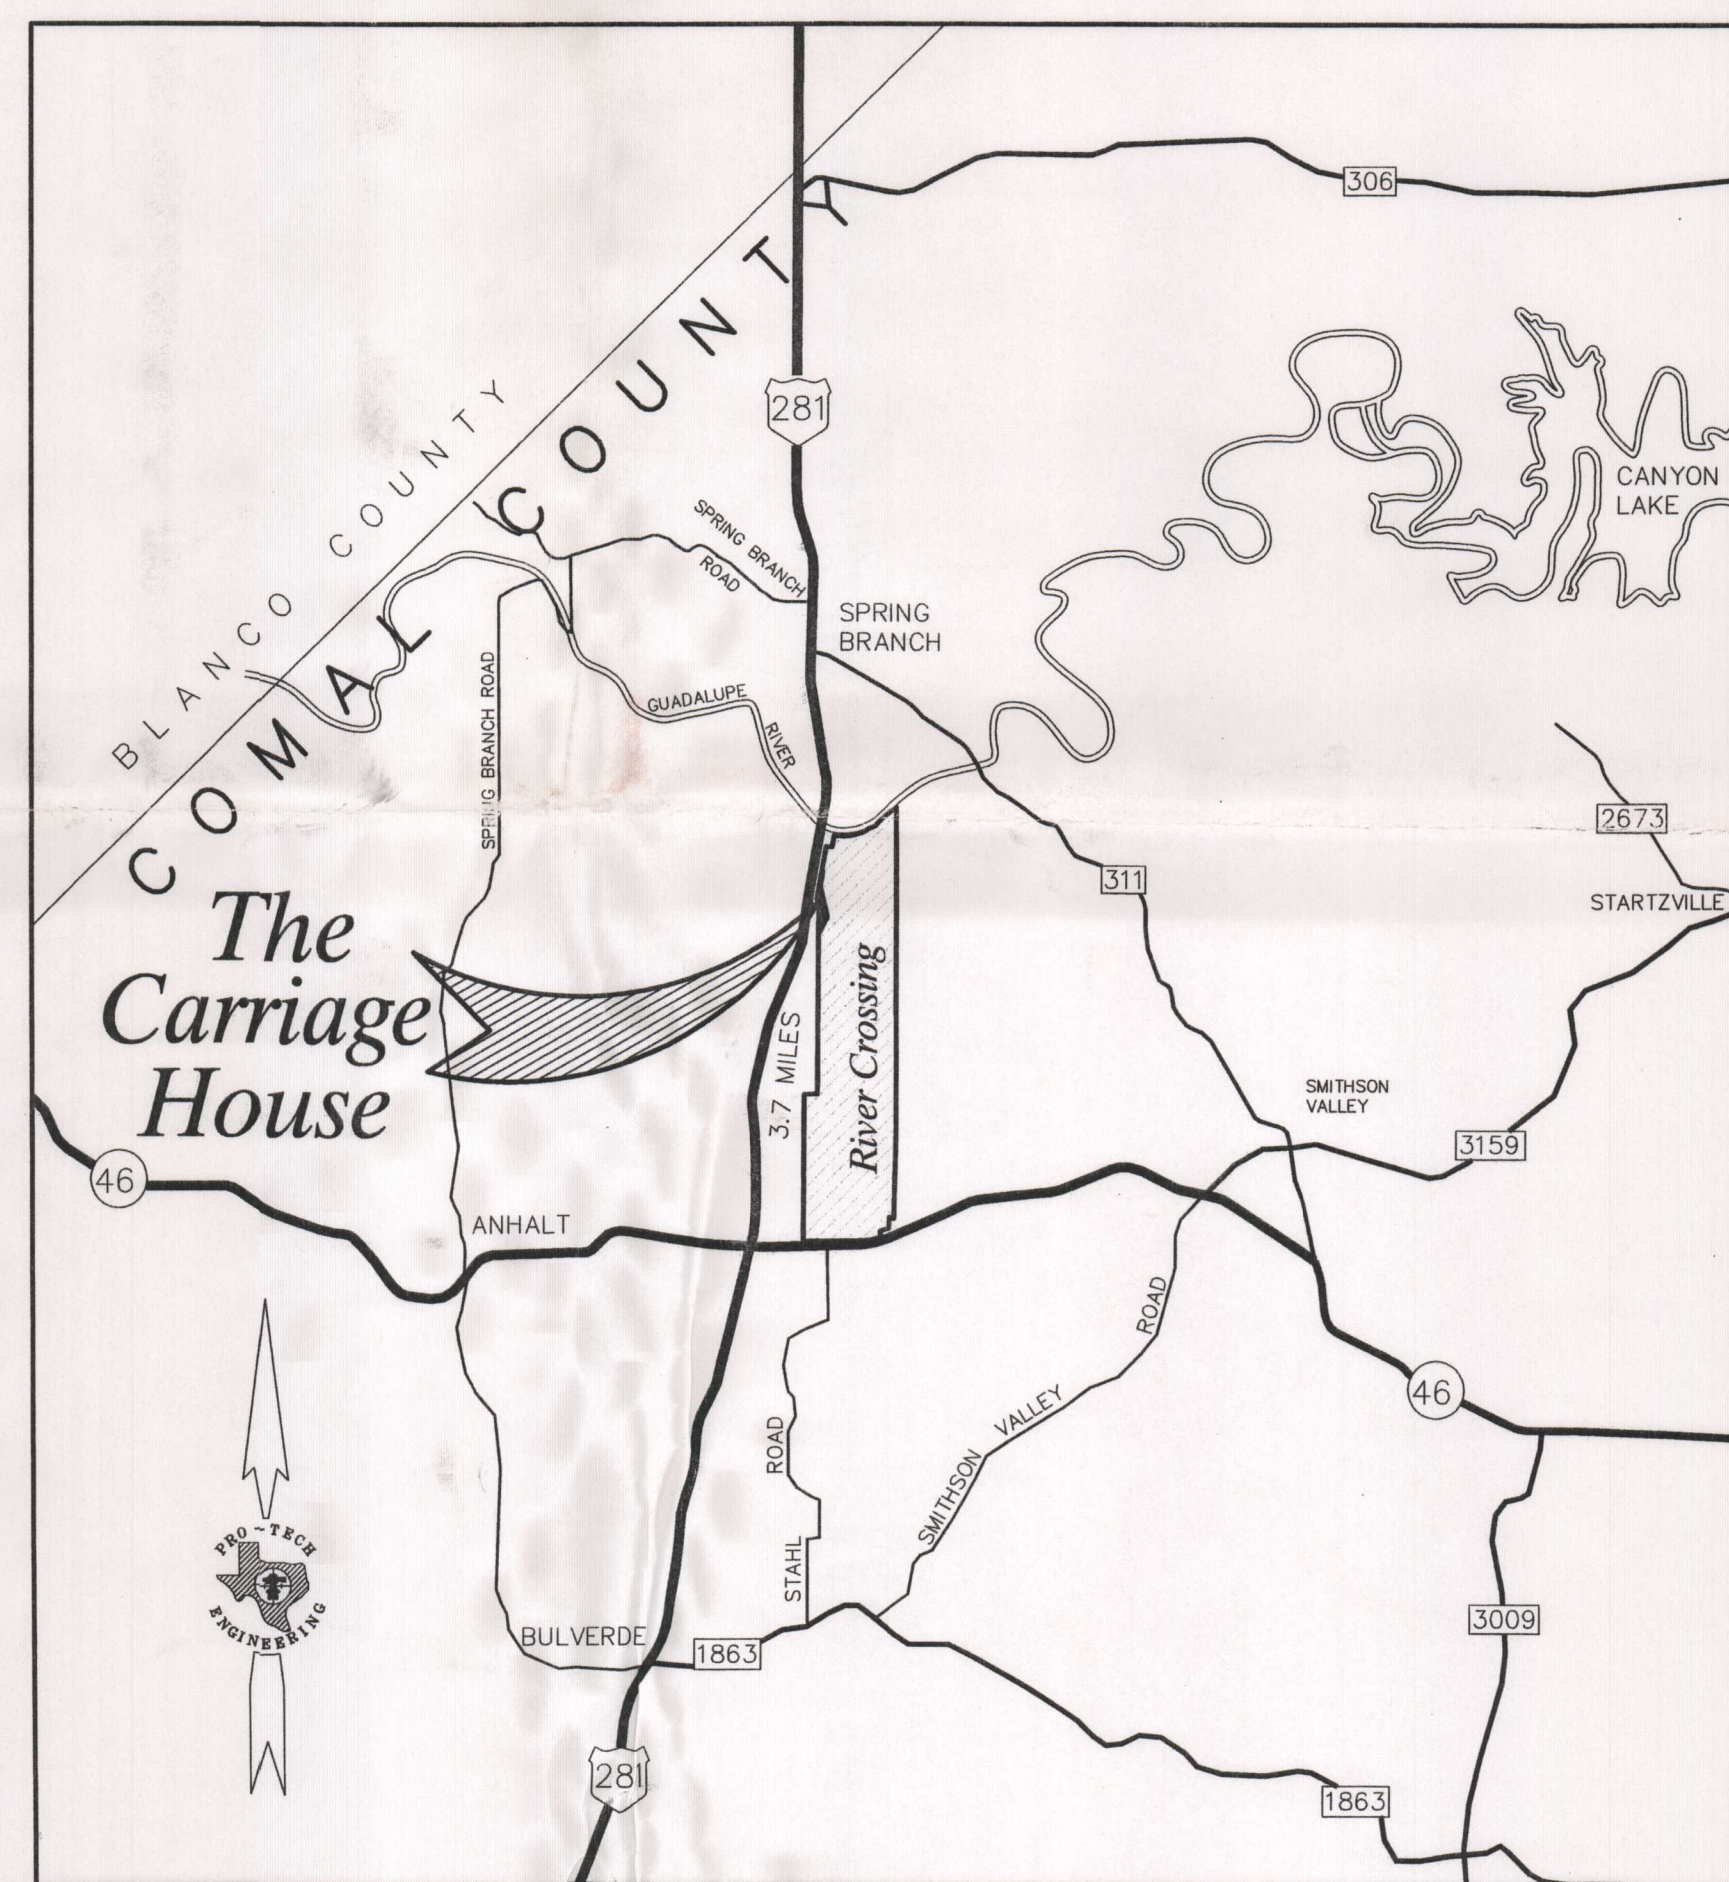 306
COMAL COUNTY
281
BLANCO COUNTY
CANYON
LAKE
SPRING BRANCH
ROAD
SPRING
BRANCH
SPRING BRANCH ROAD
GUADALUPE
RIVER
2673
311
STARTZVILLE
The
Carriage
House
River Crossing
3.7 MILES
SMITHSON
VALLEY
3159
46
ANHALT
ROAD
VALLEY
SMITHSON
46
ROAD
STAHL
PRO~TECH
ENGINEERING
3009
BULVERDE
1863
281
1863